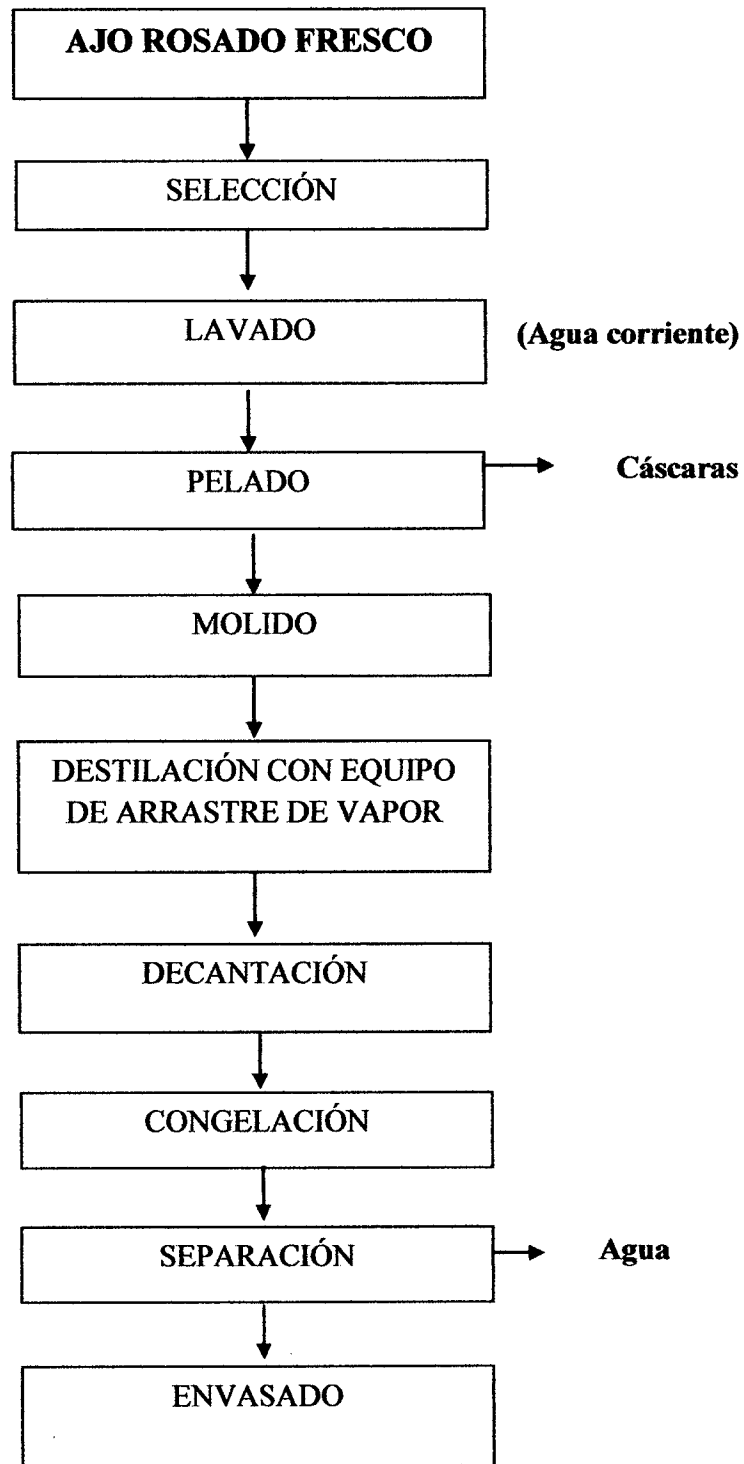 AJO ROSADO FRESCO
SELECCIÓN
LAVADO
(Agua corriente)
PELADO
Cáscaras
MOLIDO
DESTILACIÓN CON EQUIPO
DE ARRASTRE DE VAPOR
DECANTACIÓN
CONGELACIÓN
SEPARACIÓN
Agua
ENVASADO